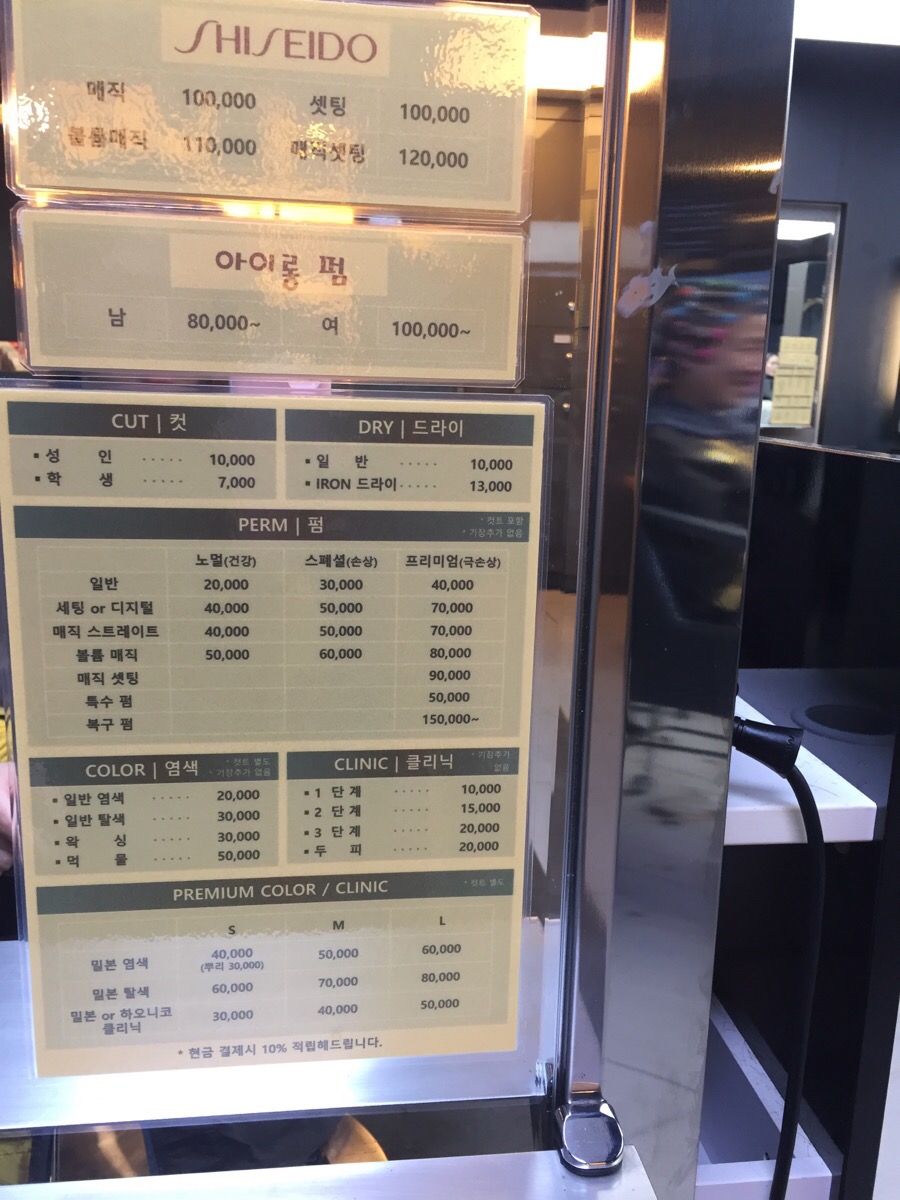 SHISEIDO
매직 100,000 셋팅 100,000
볼륨매직 110,000 매직셋팅 120,000
아이롱 펌
남 80,000~ 여 100,000~
CUT | 컷
▪ 성 인 ····· 10,000
▪ 학 생 ····· 7,000
DRY | 드라이
▪ 일 반 ····· 10,000
▪ IRON 드라이 ····· 13,000
PERM | 펌
* 컷트 포함
* 기장추가 없음
노멀(건강) 스페셜(손상) 프리미엄(극손상)
일반 20,000 30,000 40,000
세팅 or 디지털 40,000 50,000 70,000
매직 스트레이트 40,000 50,000 70,000
볼륨 매직 50,000 60,000 80,000
매직 셋팅 90,000
특수 펌 50,000
복구 펌 150,000~
COLOR | 염색
* 컷트 별도
* 기장추가 없음
▪ 일반 염색 ····· 20,000
▪ 일반 탈색 ····· 30,000
▪ 왁 싱 ····· 30,000
▪ 먹 물 ····· 50,000
CLINIC | 클리닉
* 기장추가
없음
▪ 1 단 계 ····· 10,000
▪ 2 단 계 ····· 15,000
▪ 3 단 계 ····· 20,000
▪ 두 피 ····· 20,000
PREMIUM COLOR / CLINIC
* 컷트 별도
S M L
밀본 염색 40,000 50,000 60,000
(뿌리 30,000)
밀본 탈색 60,000 70,000 80,000
밀본 or 하오니코 30,000 40,000 50,000
클리닉
* 현금 결제시 10% 적립해드립니다.